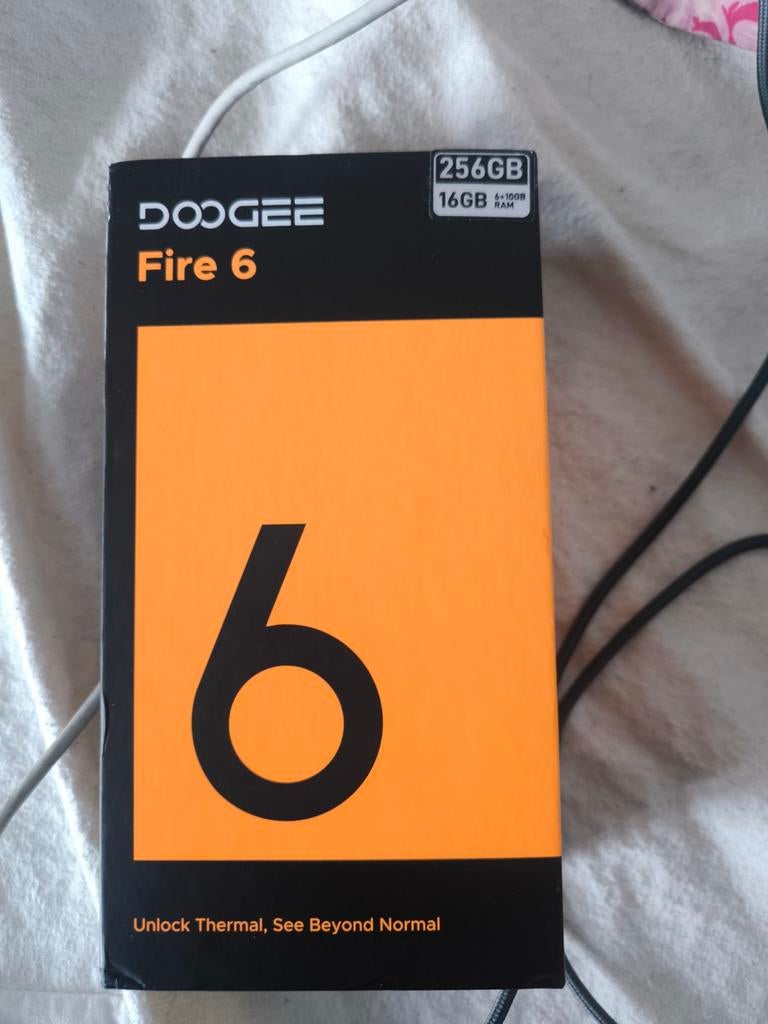 DOOGEE
Fire 6
256GB
16GB 6+10GB
RAM
6
Unlock Thermal, See Beyond Normal